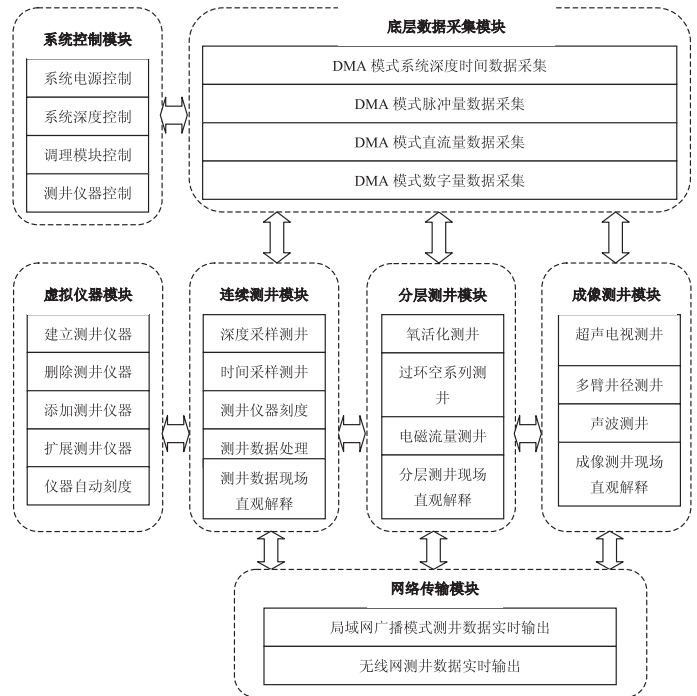 系统控制模块
系统电源控制
系统深度控制
调理模块控制
测井仪器控制
底层数据采集模块
DMA 模式系统深度时间数据采集
DMA 模式脉冲量数据采集
DMA 模式直流量数据采集
DMA 模式数字量数据采集
虚拟仪器模块
建立测井仪器
删除测井仪器
添加测井仪器
扩展测井仪器
仪器自动刻度
连续测井模块
深度采样测井
时间采样测井
测井仪器刻度
测井数据处理
测井数据现场
直观解释
分层测井模块
氧活化测井
过环空系列测
井
电磁流量测井
分层测井现场
直观解释
成像测井模块
超声电视测井
多臂井径测井
声波测井
成像测井现场
直观解释
网络传输模块
局域网广播模式测井数据实时输出
无线网测井数据实时输出